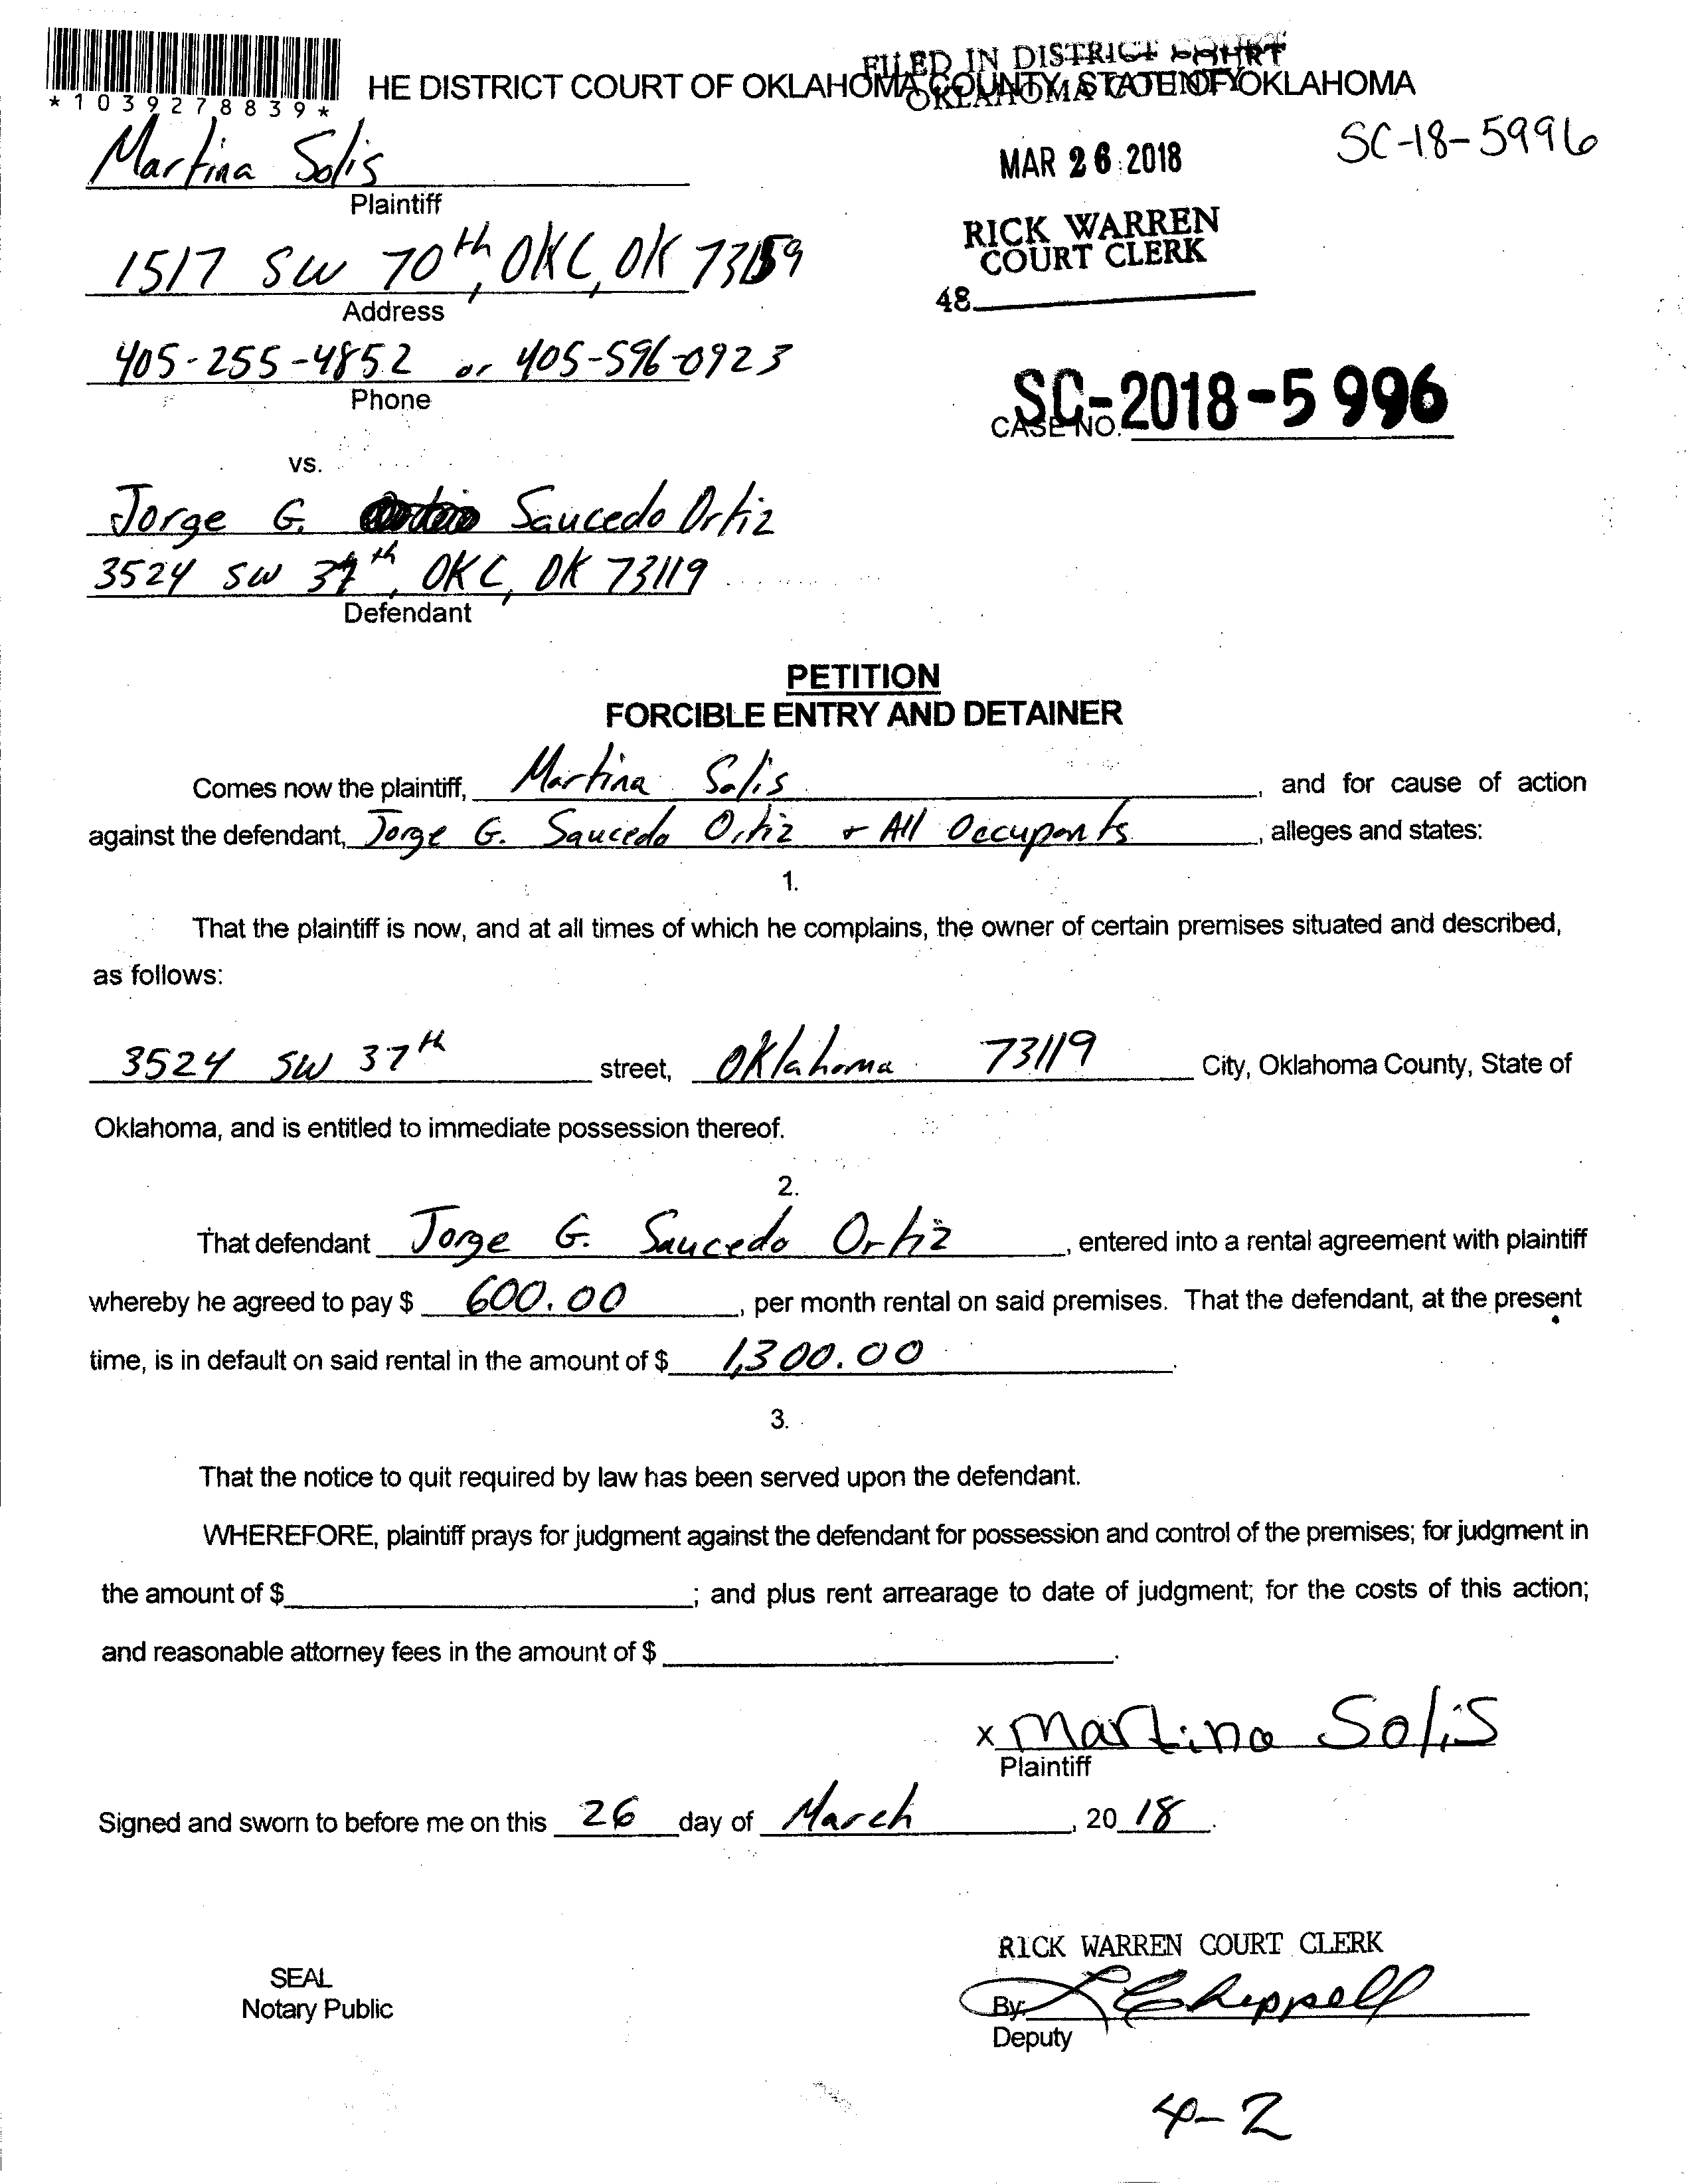 *1039278839*
HE DISTRICT COURT OF OKLAHOMA COUNTY, STATE OF OKLAHOMA
FILED IN DISTRICT COURT
OKLAHOMA COUNTY
Martina Solis
Plaintiff
MAR 26 2018
SC-18-5996
1517 SW 70th, OKC, OK 73159
Address
RICK WARREN
COURT CLERK
48
405-255-4852 or 405-596-0923
Phone
CASE NO. SC-2018-5996
vs.
Jorge G. Saucedo Ortiz
3524 SW 37th, OKC, OK 73119
Defendant
PETITION
FORCIBLE ENTRY AND DETAINER
Comes now the plaintiff, Martina Solis, and for cause of action
against the defendant, Jorge G. Saucedo Ortiz + All Occupants, alleges and states:
1.
That the plaintiff is now, and at all times of which he complains, the owner of certain premises situated and described,
as follows:
3524 SW 37th street, Oklahoma 73119 City, Oklahoma County, State of
Oklahoma, and is entitled to immediate possession thereof.
2.
That defendant Jorge G. Saucedo Ortiz, entered into a rental agreement with plaintiff
whereby he agreed to pay $ 600.00, per month rental on said premises. That the defendant, at the present
time, is in default on said rental in the amount of $ 1,300.00.
3.
That the notice to quit required by law has been served upon the defendant.
WHEREFORE, plaintiff prays for judgment against the defendant for possession and control of the premises; for judgment in
the amount of $ ; and plus rent arrearage to date of judgment; for the costs of this action;
and reasonable attorney fees in the amount of $ .
x Martina Solis
Plaintiff
Signed and sworn to before me on this 26 day of March, 20 18.
RICK WARREN COURT CLERK
SEAL
Notary Public
By: L Cheppell
Deputy
4-2